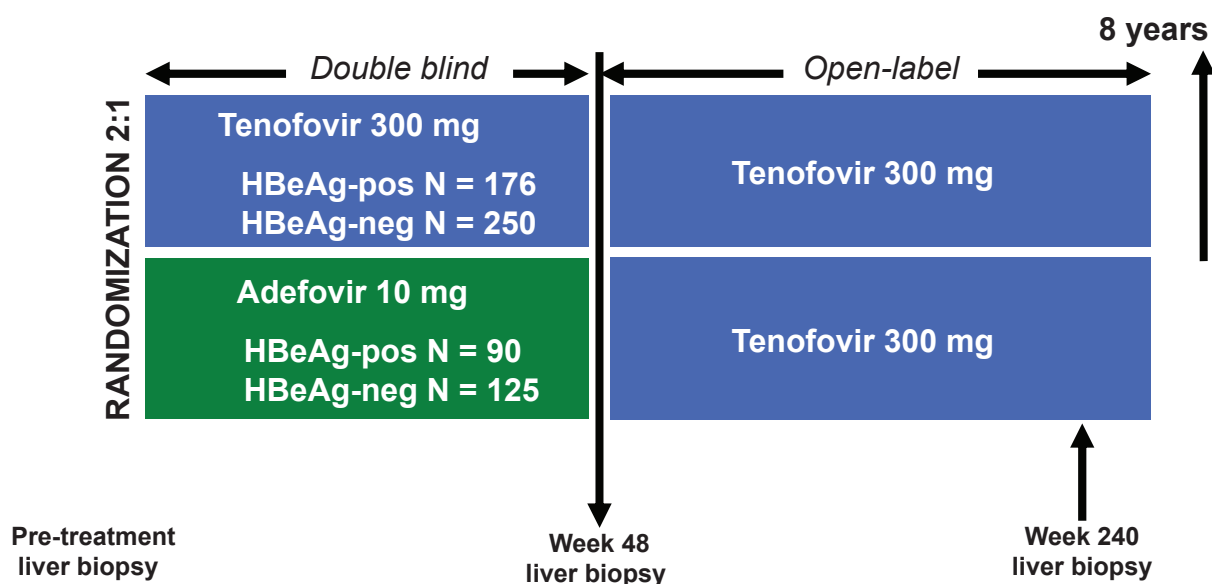 8 years
Double blind
Open-label
RANDOMIZATION 2:1
Tenofovir 300 mg
HBeAg-pos N = 176
HBeAg-neg N = 250
Tenofovir 300 mg
Adefovir 10 mg
HBeAg-pos N = 90
HBeAg-neg N = 125
Tenofovir 300 mg
Pre-treatment
liver biopsy
Week 48
liver biopsy
Week 240
liver biopsy